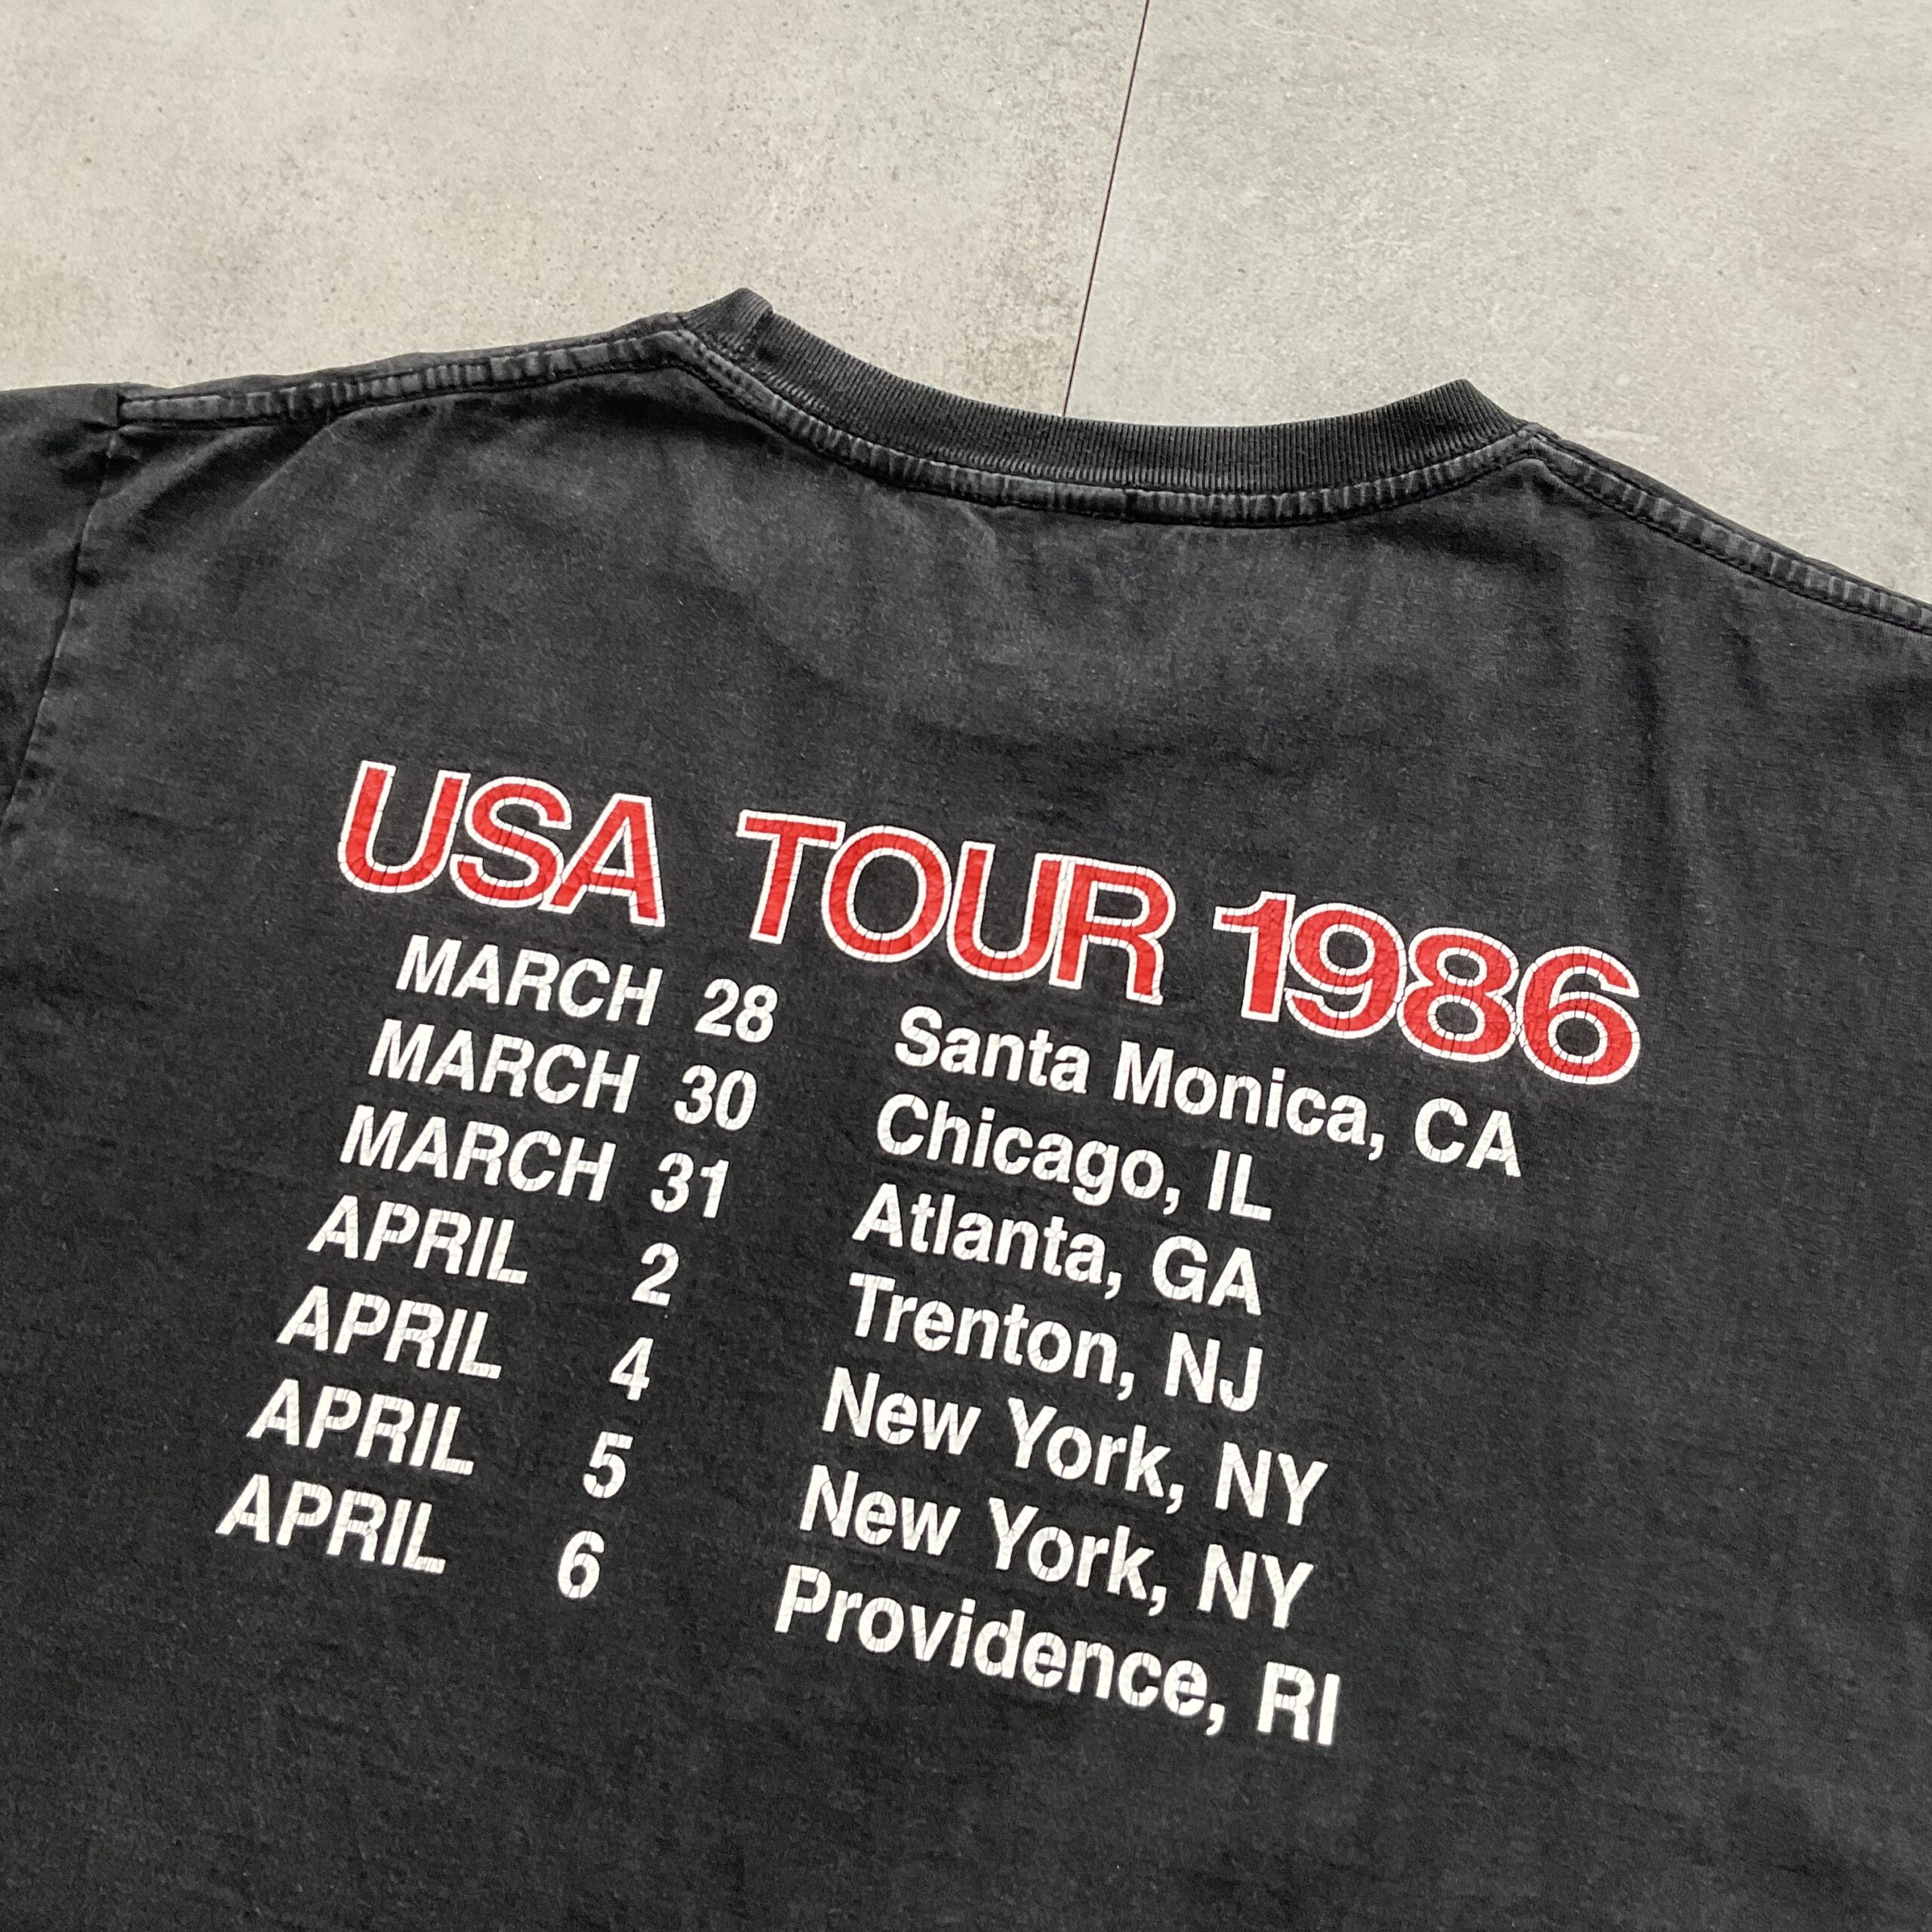 USA TOUR 1986
MARCH 28 Santa Monica, CA
MARCH 30 Chicago, IL
MARCH 31 Atlanta, GA
APRIL 2 Trenton, NJ
APRIL 4 New York, NY
APRIL 5 New York, NY
APRIL 6 Providence, RI